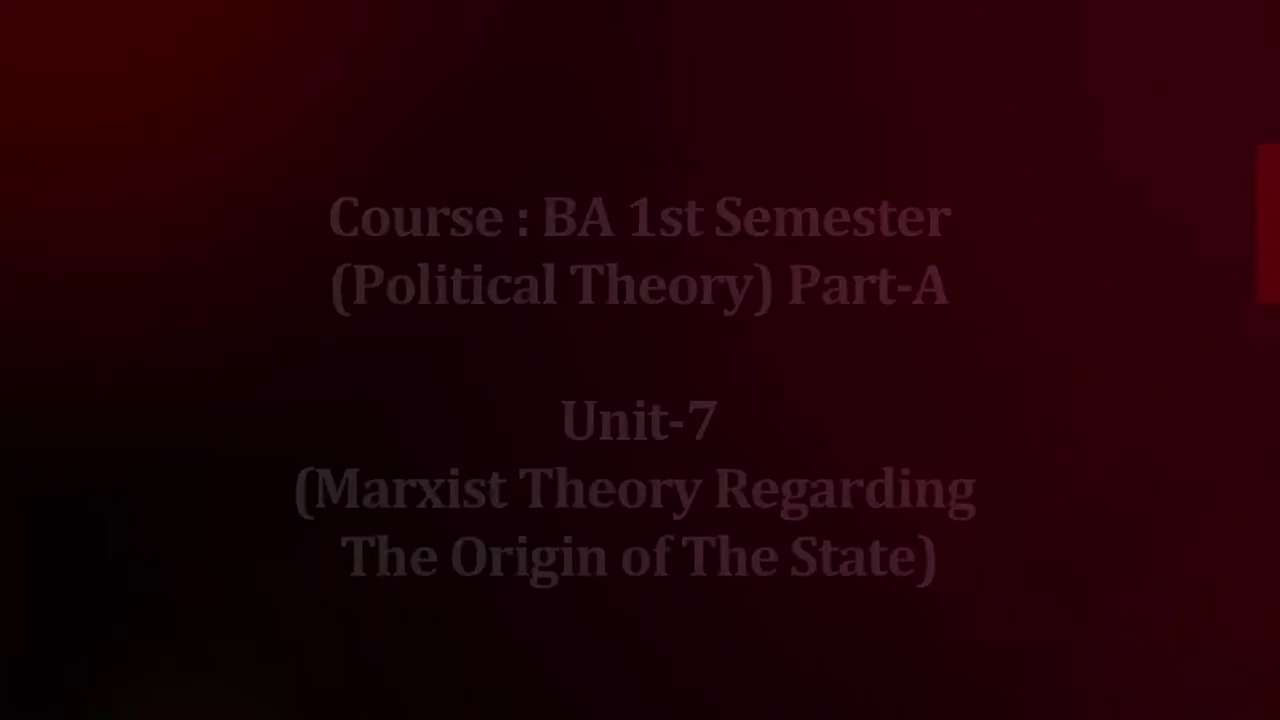 Course : BA 1st Semester
(Political Theory) Part-A
Unit-7
(Marxist Theory Regarding
The Origin of The State)